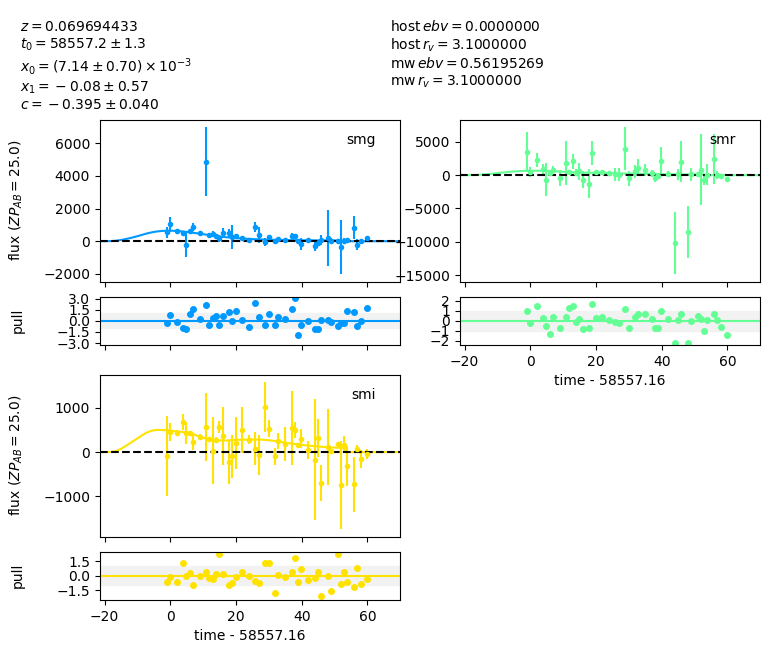 z = 0.069694433
t₀ = 58557.2 ± 1.3
x₀ = (7.14 ± 0.70) × 10⁻³
x₁ = − 0.08 ± 0.57
c = − 0.395 ± 0.040
host ebv = 0.0000000
host r_v = 3.1000000
mw ebv = 0.56195269
mw r_v = 3.1000000
smg
flux (ZP_AB = 25.0)
6000
4000
2000
0
−2000
pull
3.0
1.5
0.0
−1.5
−3.0
smr
5000
0
−5000
−10000
−15000
2
1
0
−1
−2
−20 0 20 40 60
time - 58557.16
smi
flux (ZP_AB = 25.0)
1000
0
−1000
pull
1.5
0.0
−1.5
−20 0 20 40 60
time - 58557.16